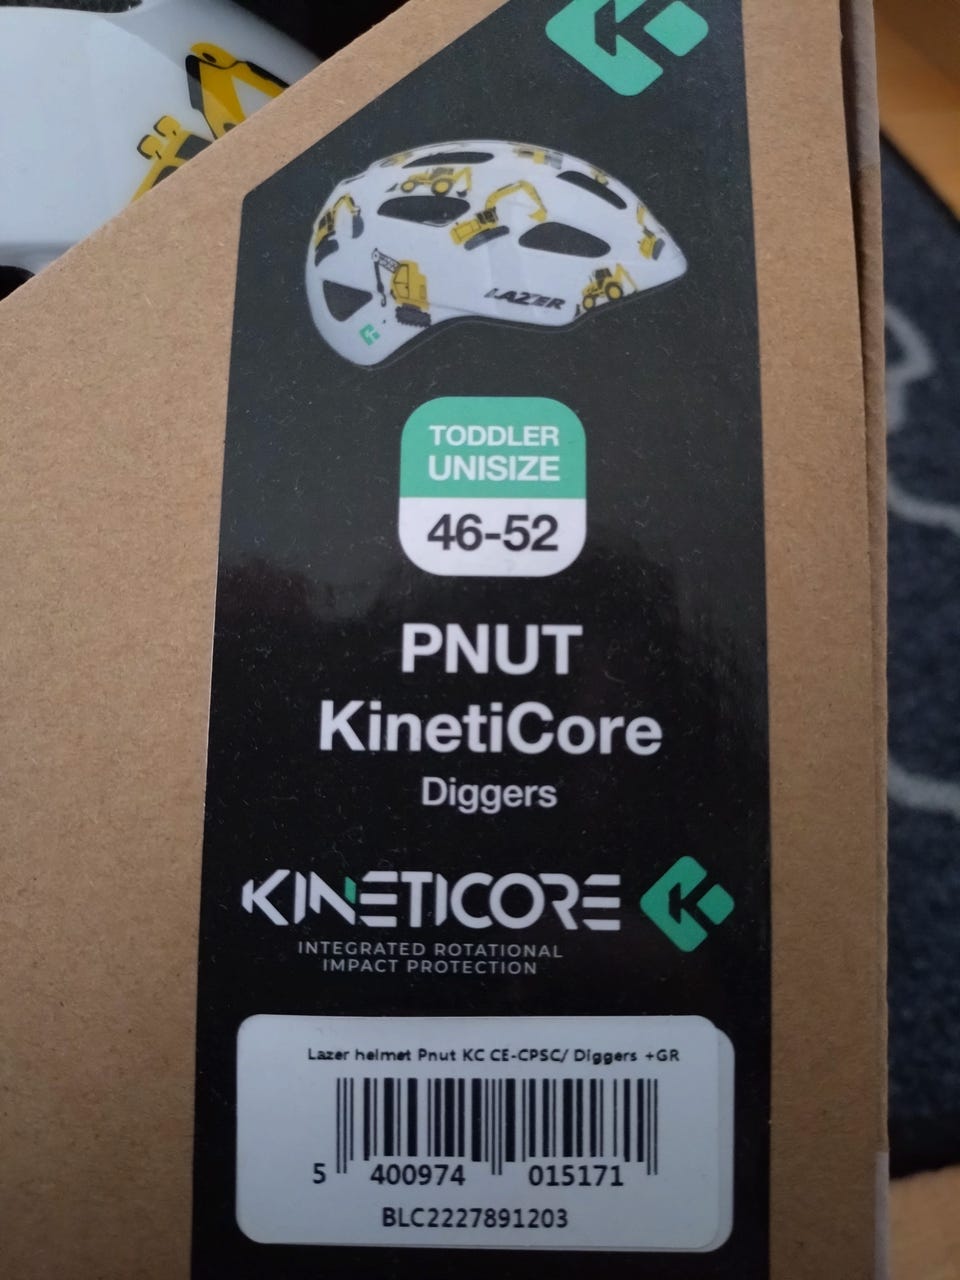 LAZER
TODDLER
UNISIZE
46-52
PNUT
KinetiCore
Diggers
KINETICORE
INTEGRATED ROTATIONAL
IMPACT PROTECTION
Lazer helmet Pnut KC CE-CPSC/ Diggers +GR
5 400974 015171
BLC2227891203